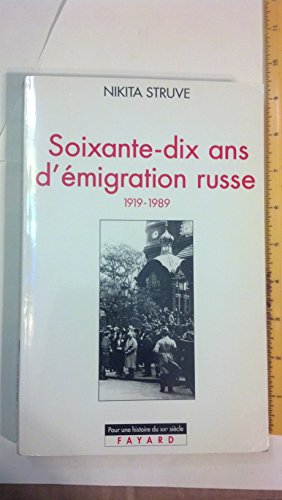 NIKITA STRUVE
Soixante-dix ans
d'émigration russe
1919-1989
Pour une histoire du XXe siècle
FAYARD